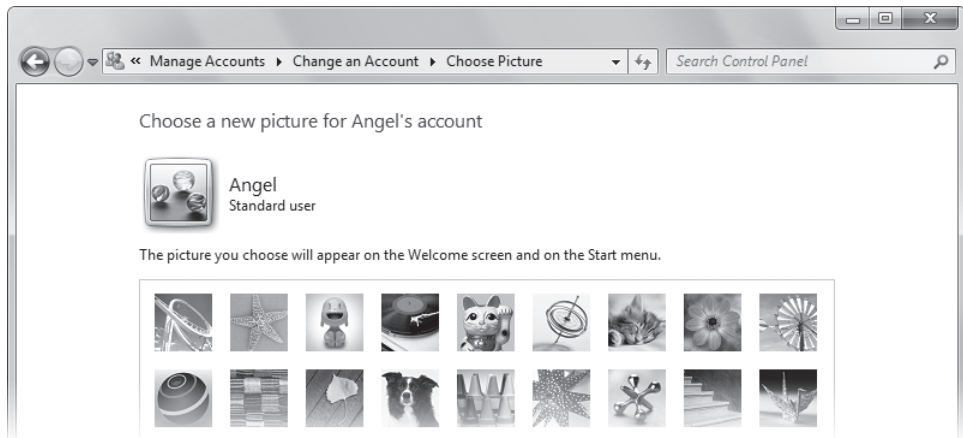 « Manage Accounts ▸ Change an Account ▸ Choose Picture
Search Control Panel
Choose a new picture for Angel's account
Angel
Standard user
The picture you choose will appear on the Welcome screen and on the Start menu.